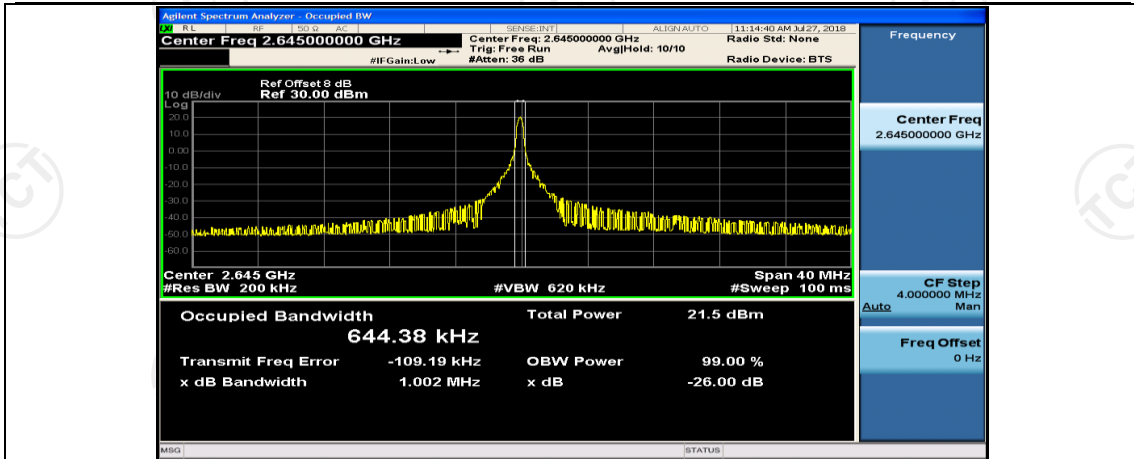 Agilent Spectrum Analyzer - Occupied BW
LXI RL RF 50 Ω AC SENSE:INT ALIGN AUTO 11:14:40 AM Jul 27, 2018
Center Freq 2.645000000 GHz
Center Freq: 2.645000000 GHz
Radio Std: None
Trig: Free Run Avg|Hold: 10/10
#IFGain:Low
#Atten: 36 dB
Radio Device: BTS
Ref Offset 8 dB
10 dB/div Ref 30.00 dBm
Log
20.0
10.0
0.00
-10.0
-20.0
-30.0
-40.0
-50.0
-60.0
Center 2.645 GHz Span 40 MHz
#Res BW 200 kHz #VBW 620 kHz #Sweep 100 ms
Occupied Bandwidth Total Power 21.5 dBm
644.38 kHz
Transmit Freq Error -109.19 kHz OBW Power 99.00 %
x dB Bandwidth 1.002 MHz x dB -26.00 dB
MSG STATUS
Frequency
Center Freq
2.645000000 GHz
CF Step
4.000000 MHz
Auto Man
Freq Offset
0 Hz
TCT
TCT